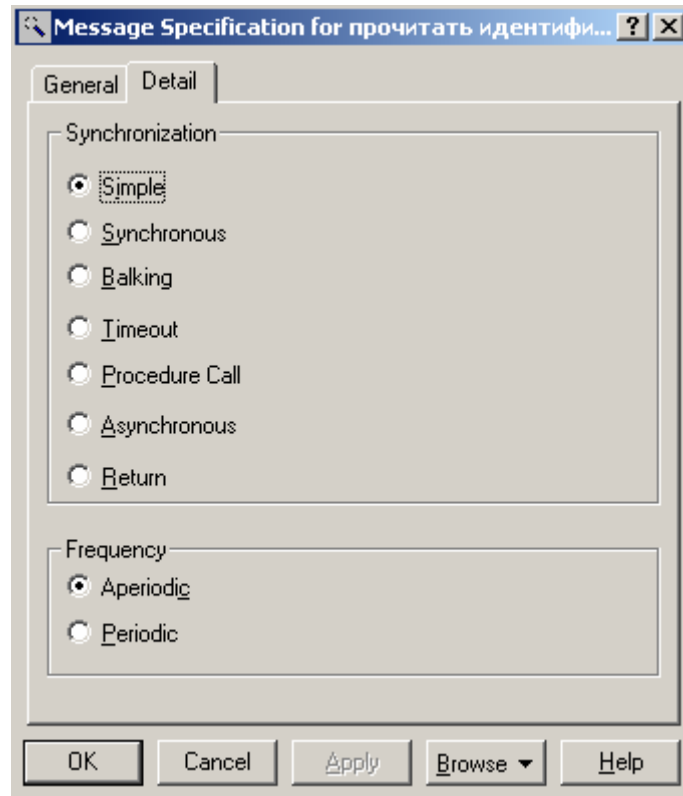 Message Specification for прочитать идентифи... ? X
General Detail
Synchronization
Simple
Synchronous
Balking
Timeout
Procedure Call
Asynchronous
Return
Frequency
Aperiodic
Periodic
OK Cancel Apply Browse Help